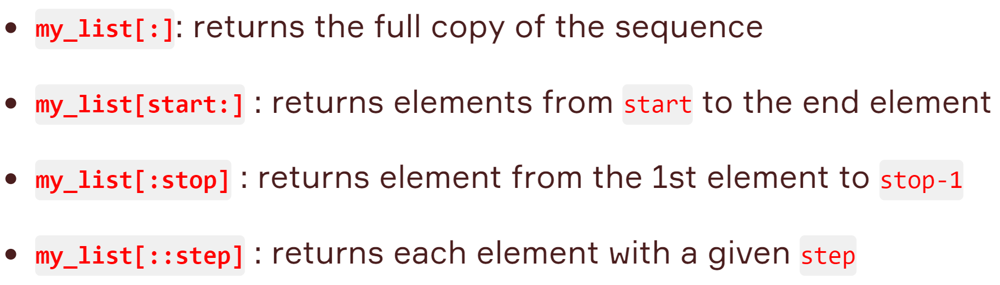 • my_list[:]: returns the full copy of the sequence
• my_list[start:] : returns elements from start to the end element
• my_list[:stop] : returns element from the 1st element to stop-1
• my_list[::step] : returns each element with a given step